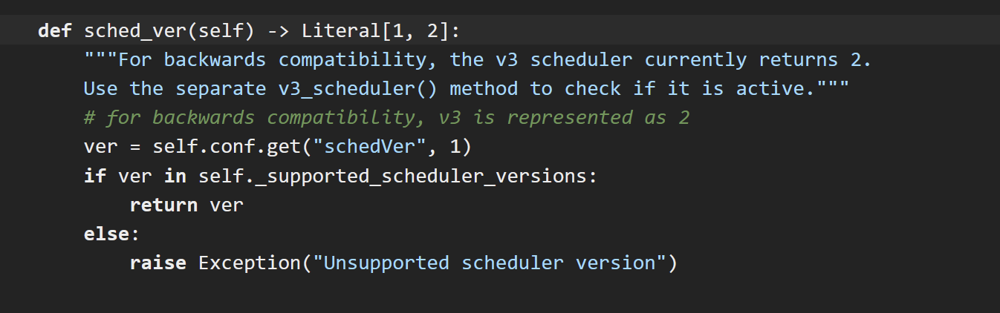 def sched_ver(self) -> Literal[1, 2]:
    """For backwards compatibility, the v3 scheduler currently returns 2.
    Use the separate v3_scheduler() method to check if it is active."""
    # for backwards compatibility, v3 is represented as 2
    ver = self.conf.get("schedVer", 1)
    if ver in self._supported_scheduler_versions:
        return ver
    else:
        raise Exception("Unsupported scheduler version")